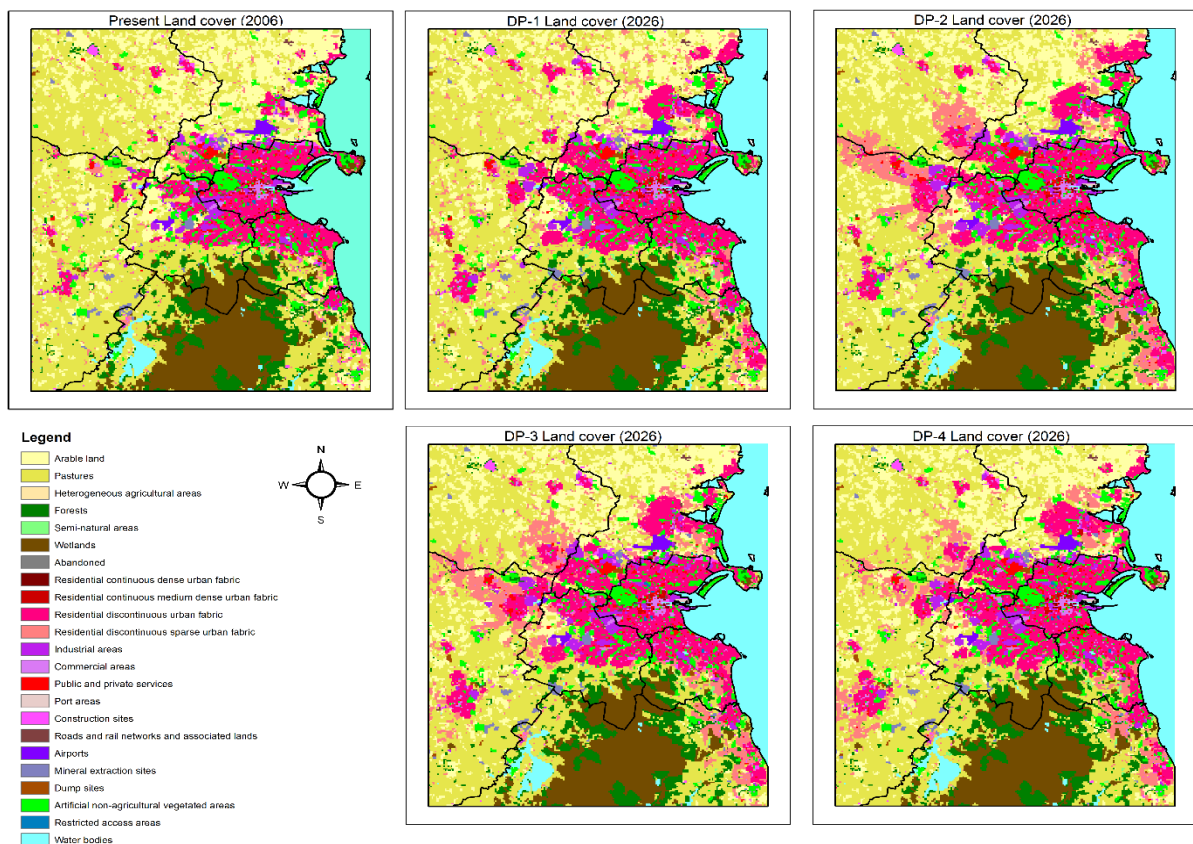 Present Land cover (2006)
DP-1 Land cover (2026)
DP-2 Land cover (2026)
Legend
Arable land
Pastures
Heterogeneous agricultural areas
Forests
Semi-natural areas
Wetlands
Abandoned
Residential continuous dense urban fabric
Residential continuous medium dense urban fabric
Residential discontinuous urban fabric
Residential discontinuous sparse urban fabric
Industrial areas
Commercial areas
Public and private services
Port areas
Construction sites
Roads and rail networks and associated lands
Airports
Mineral extraction sites
Dump sites
Artificial non-agricultural vegetated areas
Restricted access areas
Water bodies
N
W E
S
DP-3 Land cover (2026)
DP-4 Land cover (2026)